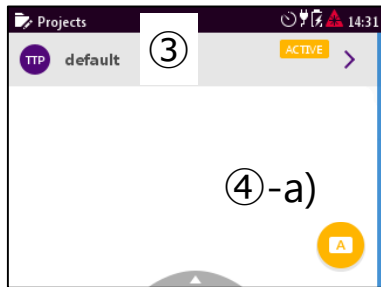 Projects 14:31
TTP default ③ ACTIVE
④-a)
A